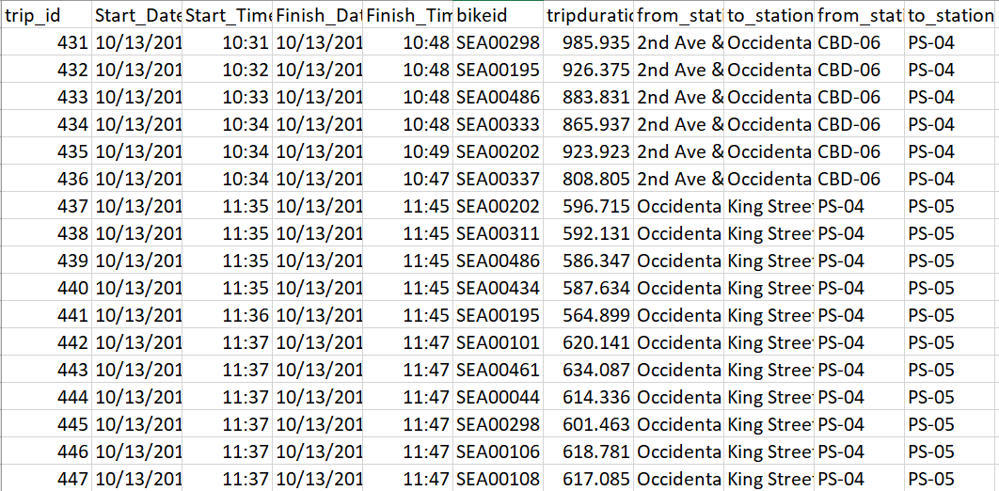 trip_id Start_Date Start_Time Finish_Dat Finish_Tim bikeid tripduratio from_stati to_station from_stati to_station
431 10/13/201 10:31 10/13/201 10:48 SEA00298 985.935 2nd Ave & Occidenta CBD-06 PS-04
432 10/13/201 10:32 10/13/201 10:48 SEA00195 926.375 2nd Ave & Occidenta CBD-06 PS-04
433 10/13/201 10:33 10/13/201 10:48 SEA00486 883.831 2nd Ave & Occidenta CBD-06 PS-04
434 10/13/201 10:34 10/13/201 10:48 SEA00333 865.937 2nd Ave & Occidenta CBD-06 PS-04
435 10/13/201 10:34 10/13/201 10:49 SEA00202 923.923 2nd Ave & Occidenta CBD-06 PS-04
436 10/13/201 10:34 10/13/201 10:47 SEA00337 808.805 2nd Ave & Occidenta CBD-06 PS-04
437 10/13/201 11:35 10/13/201 11:45 SEA00202 596.715 Occidenta King Stree PS-04 PS-05
438 10/13/201 11:35 10/13/201 11:45 SEA00311 592.131 Occidenta King Stree PS-04 PS-05
439 10/13/201 11:35 10/13/201 11:45 SEA00486 586.347 Occidenta King Stree PS-04 PS-05
440 10/13/201 11:35 10/13/201 11:45 SEA00434 587.634 Occidenta King Stree PS-04 PS-05
441 10/13/201 11:36 10/13/201 11:45 SEA00195 564.899 Occidenta King Stree PS-04 PS-05
442 10/13/201 11:37 10/13/201 11:47 SEA00101 620.141 Occidenta King Stree PS-04 PS-05
443 10/13/201 11:37 10/13/201 11:47 SEA00461 634.087 Occidenta King Stree PS-04 PS-05
444 10/13/201 11:37 10/13/201 11:47 SEA00044 614.336 Occidenta King Stree PS-04 PS-05
445 10/13/201 11:37 10/13/201 11:47 SEA00298 601.463 Occidenta King Stree PS-04 PS-05
446 10/13/201 11:37 10/13/201 11:47 SEA00106 618.781 Occidenta King Stree PS-04 PS-05
447 10/13/201 11:37 10/13/201 11:47 SEA00108 617.085 Occidenta King Stree PS-04 PS-05